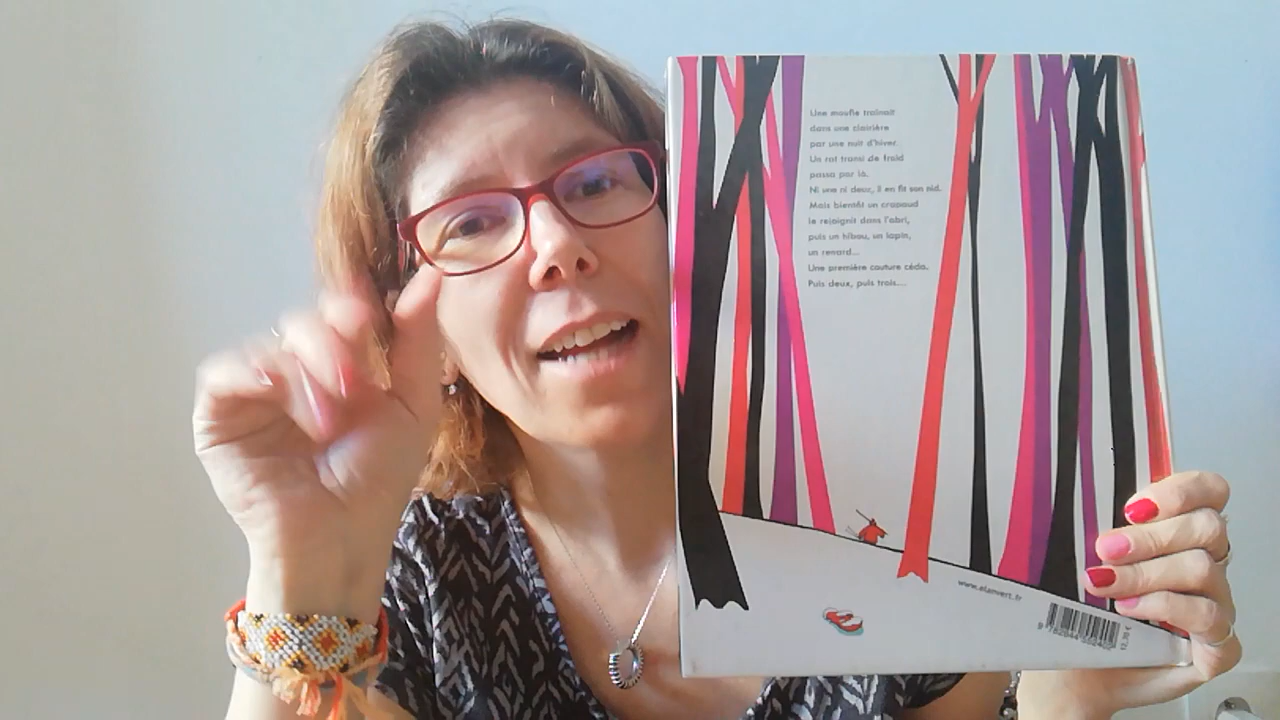 Une moufle traînait
dans une clairière
par une nuit d'hiver.
Un rat transi de froid
passa par là.
Ni une ni deux, il en fit son nid.
Mais bientôt un crapaud
le rejoignit dans l'abri,
puis un hibou, un lapin,
un renard...
Une première couture céda.
Puis deux, puis trois...
www.elanvert.fr